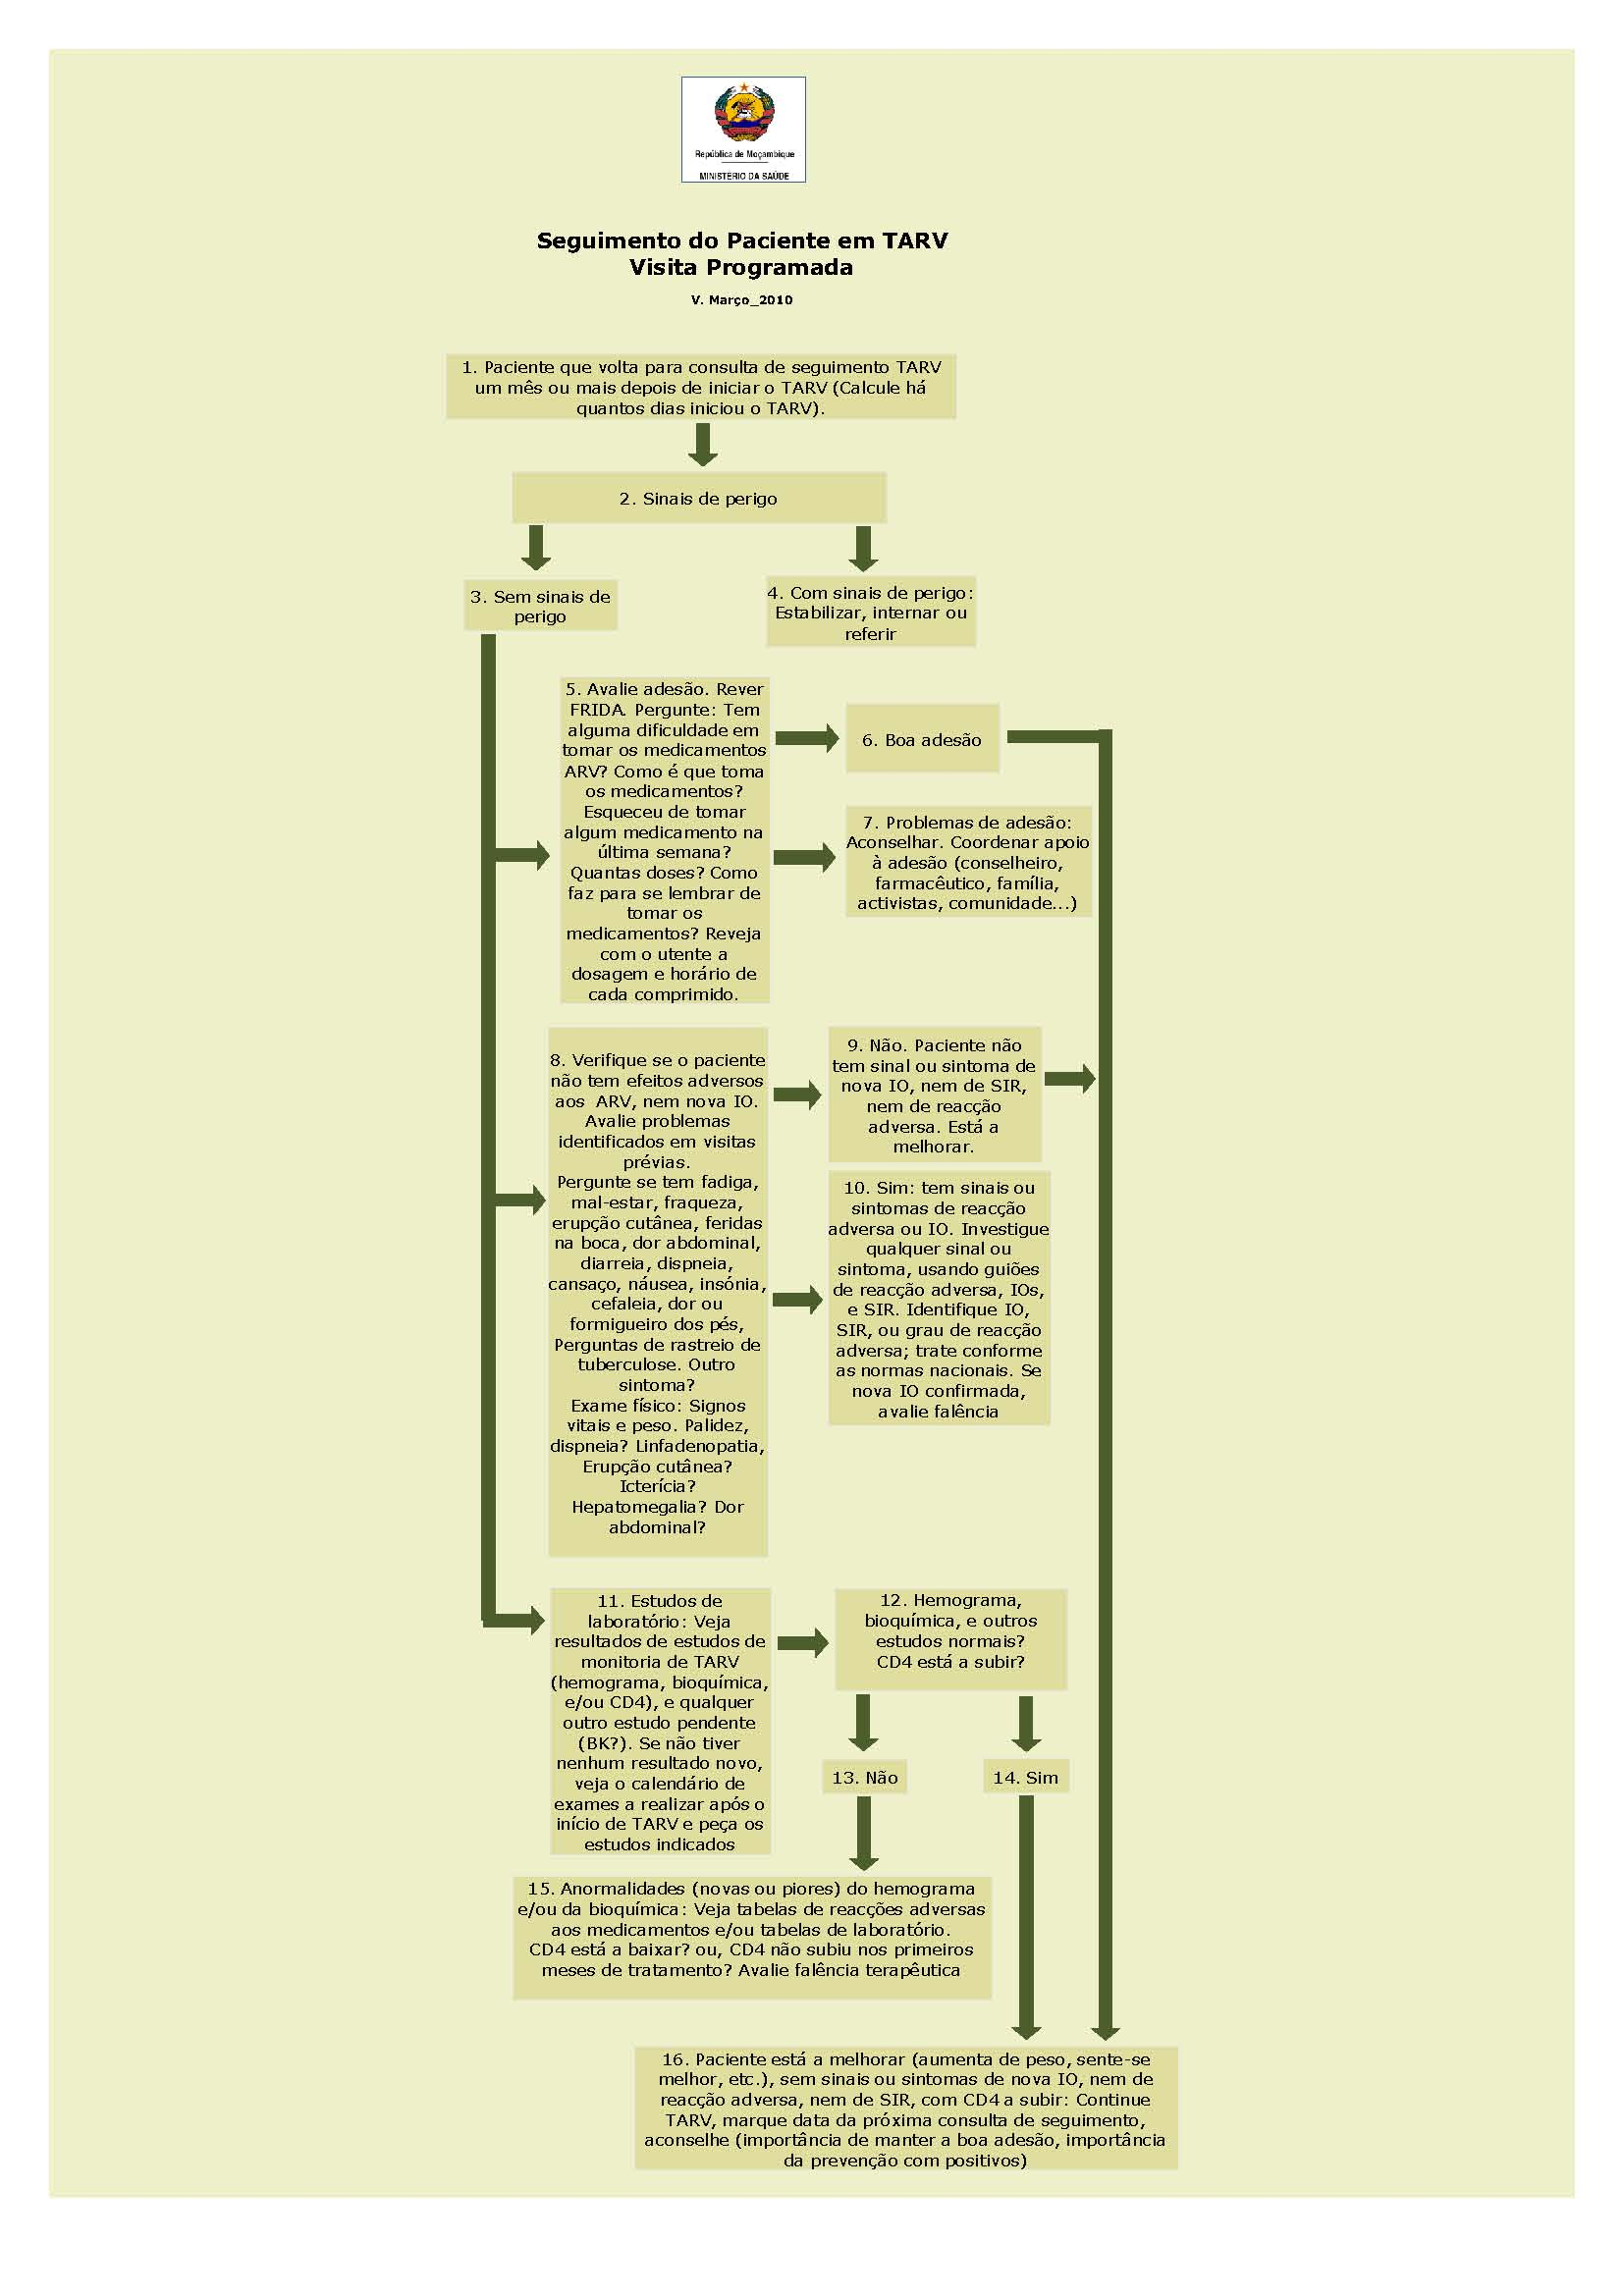 República de Moçambique
MINISTÉRIO DA SAÚDE
Seguimento do Paciente em TARV
Visita Programada
V. Março_2010
1. Paciente que volta para consulta de seguimento TARV
um mês ou mais depois de iniciar o TARV (Calcule há
quantos dias iniciou o TARV).
2. Sinais de perigo
3. Sem sinais de
perigo
4. Com sinais de perigo:
Estabilizar, internar ou
referir
5. Avalie adesão. Rever
FRIDA. Pergunte: Tem
alguma dificuldade em
tomar os medicamentos
ARV? Como é que toma
os medicamentos?
Esqueceu de tomar
algum medicamento na
última semana?
Quantas doses? Como
faz para se lembrar de
tomar os
medicamentos? Reveja
com o utente a
dosagem e horário de
cada comprimido.
6. Boa adesão
7. Problemas de adesão:
Aconselhar. Coordenar apoio
à adesão (conselheiro,
farmacêutico, família,
activistas, comunidade...)
8. Verifique se o paciente
não tem efeitos adversos
aos ARV, nem nova IO.
Avalie problemas
identificados em visitas
prévias.
Pergunte se tem fadiga,
mal-estar, fraqueza,
erupção cutânea, feridas
na boca, dor abdominal,
diarreia, dispneia,
cansaço, náusea, insónia,
cefaleia, dor ou
formigueiro dos pés,
Perguntas de rastreio de
tuberculose. Outro
sintoma?
Exame físico: Signos
vitais e peso. Palidez,
dispneia? Linfadenopatia,
Erupção cutânea?
Icterícia?
Hepatomegalia? Dor
abdominal?
9. Não. Paciente não
tem sinal ou sintoma de
nova IO, nem de SIR,
nem de reacção
adversa. Está a
melhorar.
10. Sim: tem sinais ou
sintomas de reacção
adversa ou IO. Investigue
qualquer sinal ou
sintoma, usando guiões
de reacção adversa, IOs,
e SIR. Identifique IO,
SIR, ou grau de reacção
adversa; trate conforme
as normas nacionais. Se
nova IO confirmada,
avalie falência
11. Estudos de
laboratório: Veja
resultados de estudos de
monitoria de TARV
(hemograma, bioquímica,
e/ou CD4), e qualquer
outro estudo pendente
(BK?). Se não tiver
nenhum resultado novo,
veja o calendário de
exames a realizar após o
início de TARV e peça os
estudos indicados
12. Hemograma,
bioquímica, e outros
estudos normais?
CD4 está a subir?
13. Não
14. Sim
15. Anormalidades (novas ou piores) do hemograma
e/ou da bioquímica: Veja tabelas de reacções adversas
aos medicamentos e/ou tabelas de laboratório.
CD4 está a baixar? ou, CD4 não subiu nos primeiros
meses de tratamento? Avalie falência terapêutica
16. Paciente está a melhorar (aumenta de peso, sente-se
melhor, etc.), sem sinais ou sintomas de nova IO, nem de
reacção adversa, nem de SIR, com CD4 a subir: Continue
TARV, marque data da próxima consulta de seguimento,
aconselhe (importância de manter a boa adesão, importância
da prevenção com positivos)